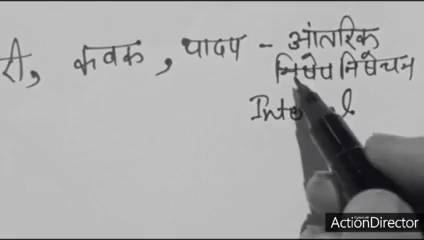 री, कवक, पादप - आंतरिक
निषेचन
ActionDirector